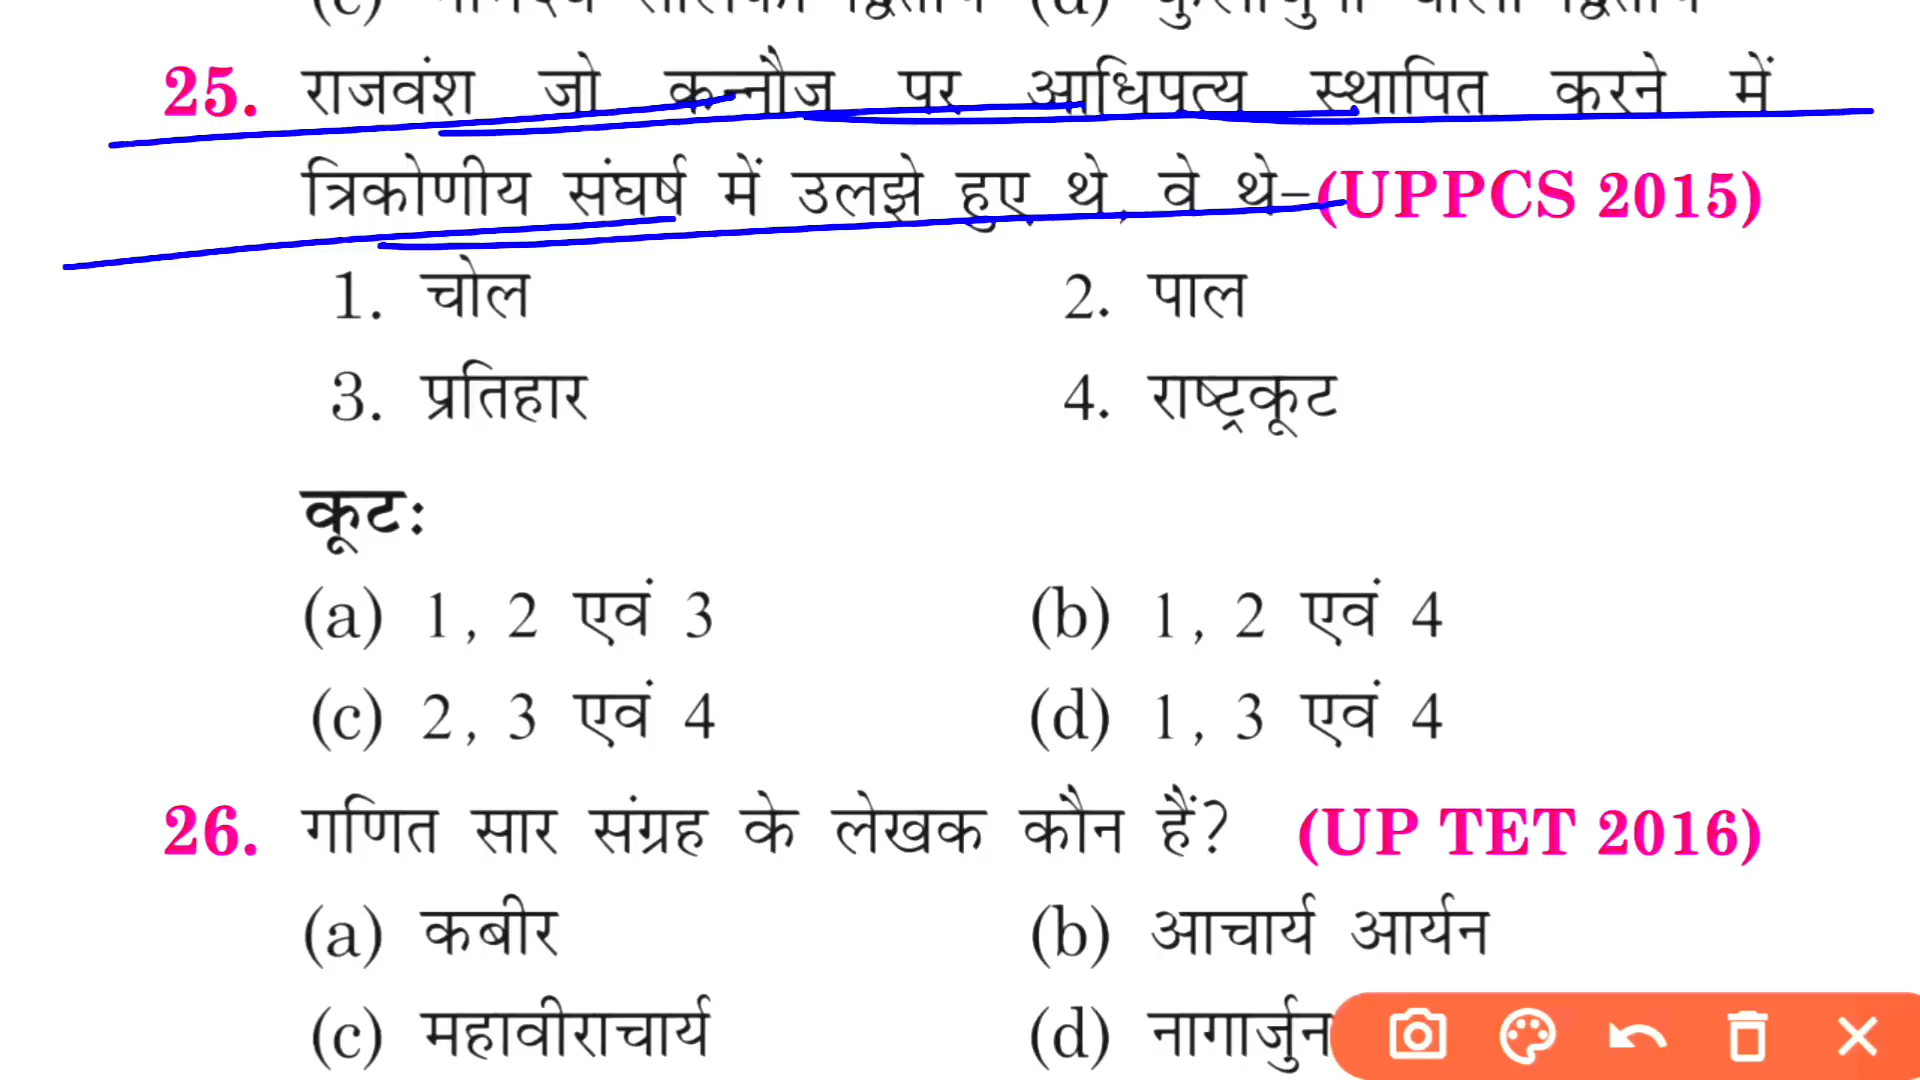 25. राजवंश जो कन्नौज पर आधिपत्य स्थापित करने में
त्रिकोणीय संघर्ष में उलझे हुए थे, वे थे–(UPPCS 2015)
1. चोल 2. पाल
3. प्रतिहार 4. राष्ट्रकूट
कूटः
(a) 1, 2 एवं 3 (b) 1, 2 एवं 4
(c) 2, 3 एवं 4 (d) 1, 3 एवं 4
26. गणित सार संग्रह के लेखक कौन हैं? (UP TET 2016)
(a) कबीर (b) आचार्य आर्यन
(c) महावीराचार्य (d) नागार्जुन